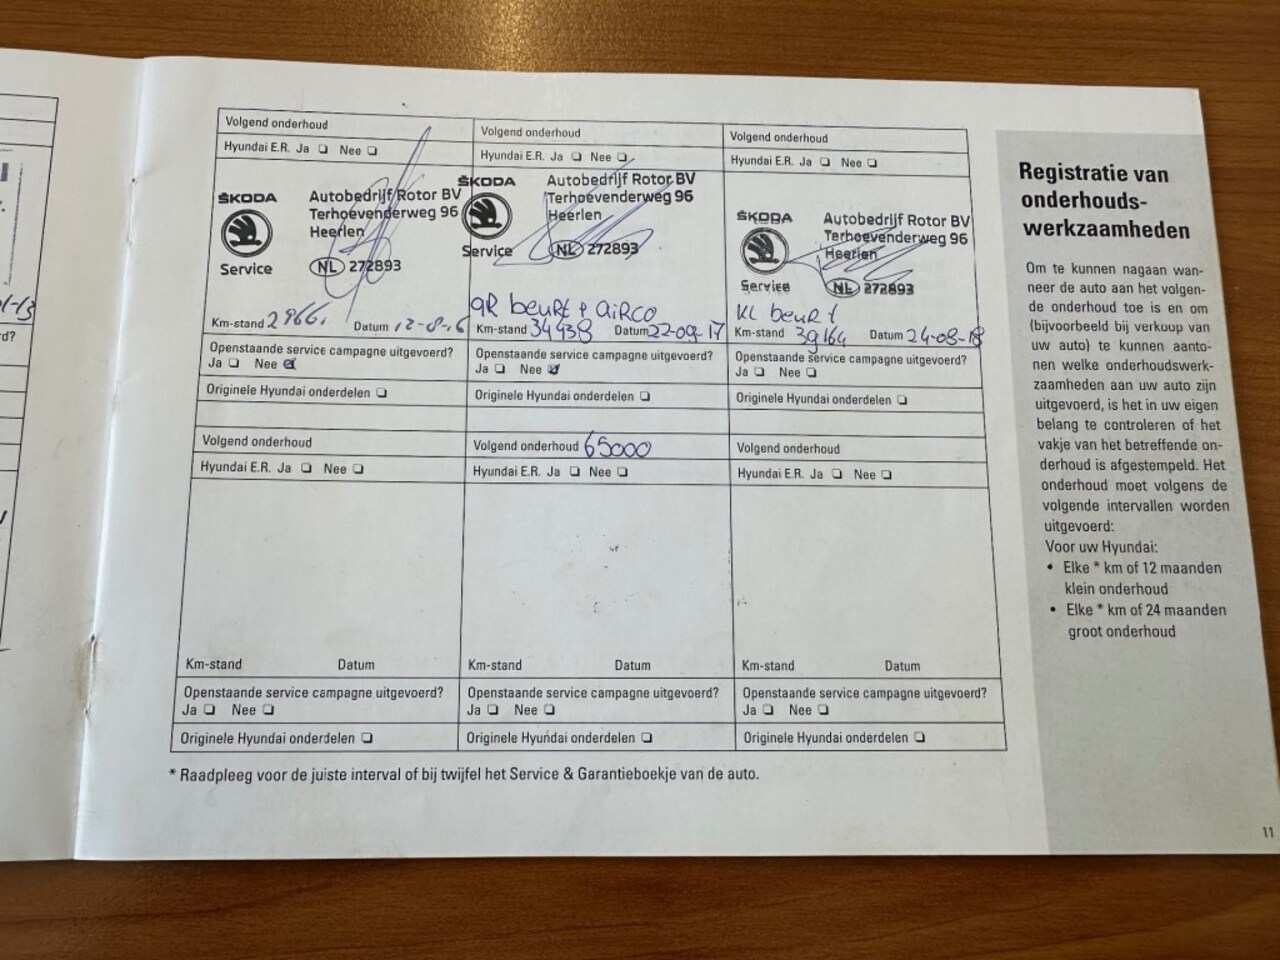 Volgend onderhoud
Hyundai E.R. Ja ❏ Nee ❏
ŠKODA
Service
Autobedrijf Rotor BV
Terhoevenderweg 96
Heerlen
NL 272893
Km-stand Datum 12-8-16
Openstaande service campagne uitgevoerd?
Ja ❏ Nee ☑
Originele Hyundai onderdelen ❏
Volgend onderhoud
Hyundai E.R. Ja ❏ Nee ❏
ŠKODA
Service
Autobedrijf Rotor BV
Terhoevenderweg 96
Heerlen
NL 272893
GR beurt + airco
Km-stand 34438 Datum 22-09-17
Openstaande service campagne uitgevoerd?
Ja ❏ Nee ☑
Originele Hyundai onderdelen ❏
Volgend onderhoud
Hyundai E.R. Ja ❏ Nee ❏
ŠKODA
Service
Autobedrijf Rotor BV
Terhoevenderweg 96
Heerlen
NL 272893
KL beurt
Km-stand 39164 Datum 24-08-18
Openstaande service campagne uitgevoerd?
Ja ❏ Nee ❏
Originele Hyundai onderdelen ❏
Volgend onderhoud
Hyundai E.R. Ja ❏ Nee ❏
Km-stand Datum
Openstaande service campagne uitgevoerd?
Ja ❏ Nee ❏
Originele Hyundai onderdelen ❏
Volgend onderhoud 65000
Hyundai E.R. Ja ❏ Nee ❏
Km-stand Datum
Openstaande service campagne uitgevoerd?
Ja ❏ Nee ❏
Originele Hyundai onderdelen ❏
Volgend onderhoud
Hyundai E.R. Ja ❏ Nee ❏
Km-stand Datum
Openstaande service campagne uitgevoerd?
Ja ❏ Nee ❏
Originele Hyundai onderdelen ❏
* Raadpleeg voor de juiste interval of bij twijfel het Service & Garantieboekje van de auto.
Registratie van
onderhouds-
werkzaamheden
Om te kunnen nagaan wan-
neer de auto aan het volgen-
de onderhoud toe is en om
(bijvoorbeeld bij verkoop van
uw auto) te kunnen aanto-
nen welke onderhoudswerk-
zaamheden aan uw auto zijn
uitgevoerd, is het in uw eigen
belang te controleren of het
vakje van het betreffende on-
derhoud is afgestempeld. Het
onderhoud moet volgens de
volgende intervallen worden
uitgevoerd:
Voor uw Hyundai:
• Elke * km of 12 maanden
klein onderhoud
• Elke * km of 24 maanden
groot onderhoud
11